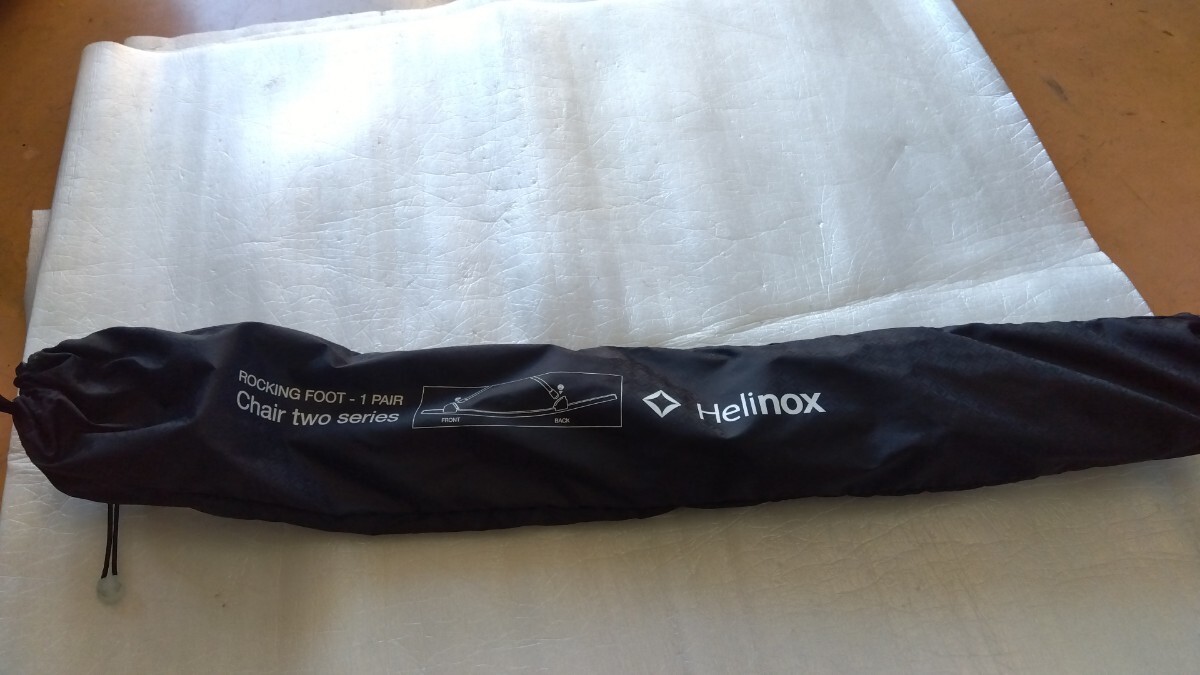 ROCKING FOOT - 1 PAIR
Chair two series
FRONT
BACK
Helinox